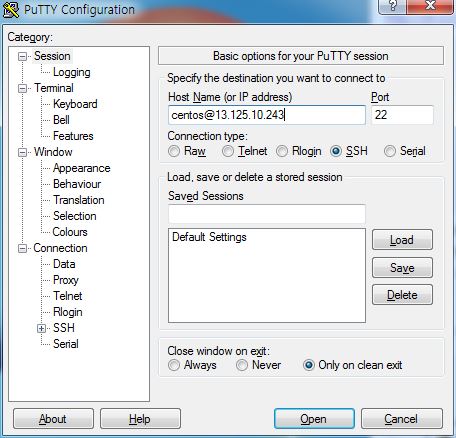 PuTTY Configuration
?
X
Category:
Session
Logging
Terminal
Keyboard
Bell
Features
Window
Appearance
Behaviour
Translation
Selection
Colours
Connection
Data
Proxy
Telnet
Rlogin
SSH
Serial
Basic options for your PuTTY session
Specify the destination you want to connect to
Host Name (or IP address) Port
centos@13.125.10.243 22
Connection type:
Raw Telnet Rlogin SSH Serial
Load, save or delete a stored session
Saved Sessions
Default Settings
Load
Save
Delete
Close window on exit:
Always Never Only on clean exit
About Help Open Cancel